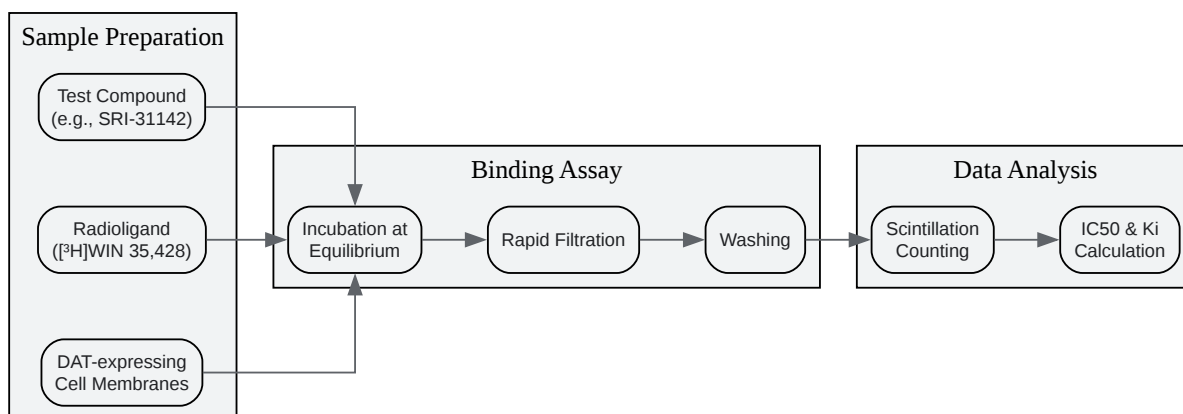 Sample Preparation
Test Compound
(e.g., SRI-31142)
Radioligand
([³H]WIN 35,428)
DAT-expressing
Cell Membranes
Binding Assay
Incubation at
Equilibrium
Rapid Filtration
Washing
Data Analysis
Scintillation
Counting
IC50 & Ki
Calculation